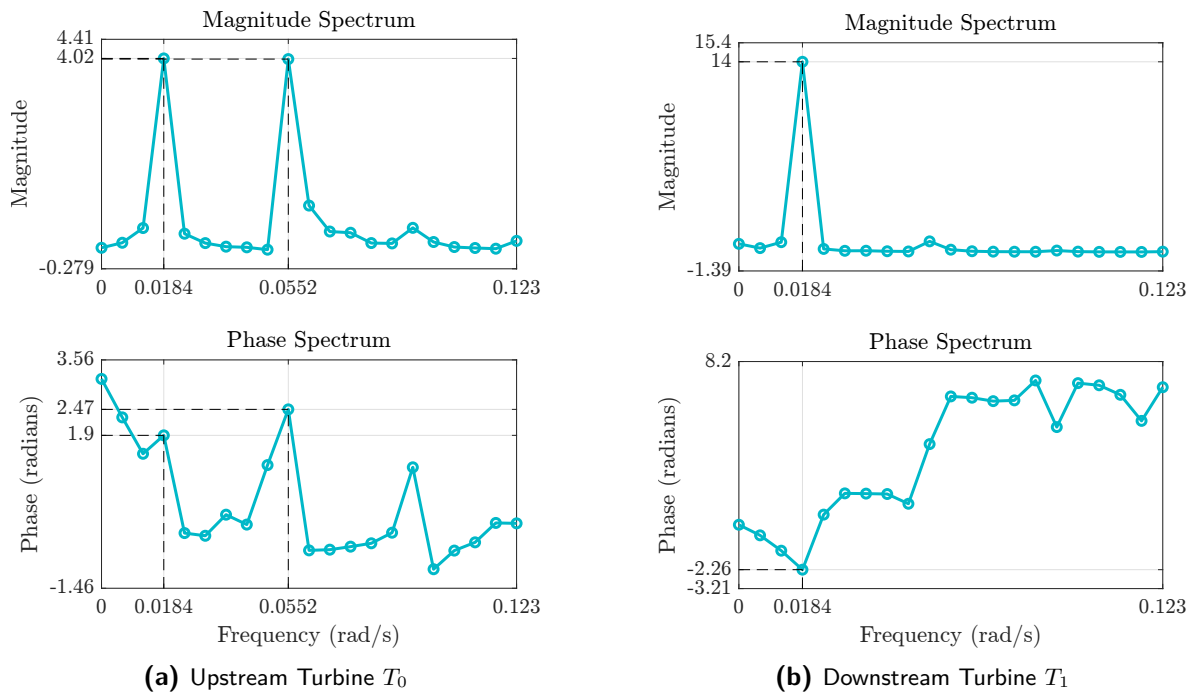 Magnitude Spectrum
4.41
4.02
Magnitude
-0.279
0
0.0184
0.0552
0.123
Phase Spectrum
3.56
2.47
1.9
Phase (radians)
-1.46
0
0.0184
0.0552
0.123
Frequency (rad/s)
(a) Upstream Turbine T₀
Magnitude Spectrum
15.4
14
Magnitude
-1.39
0
0.0184
0.123
Phase Spectrum
8.2
Phase (radians)
-2.26
-3.21
0
0.0184
0.123
Frequency (rad/s)
(b) Downstream Turbine T₁